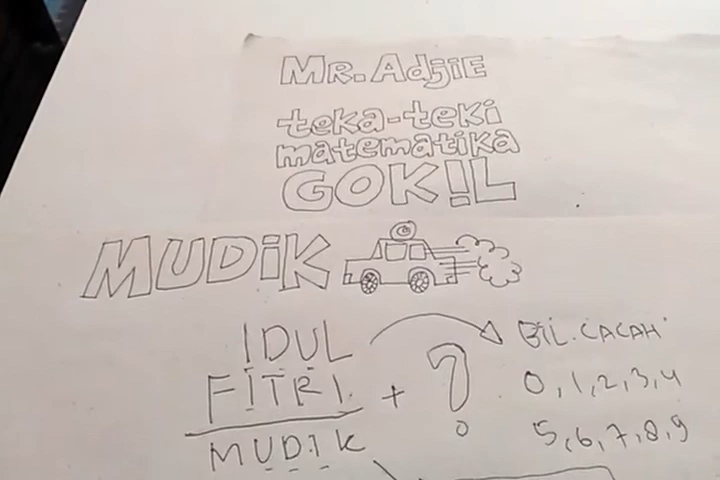 MR. AdjiE
teka-teki
matematika
GOK!L
MUDiK
IDUL
FITRI
+ ?
MUDIK
BIL. CACAH
0, 1, 2, 3, 4
5, 6, 7, 8, 9